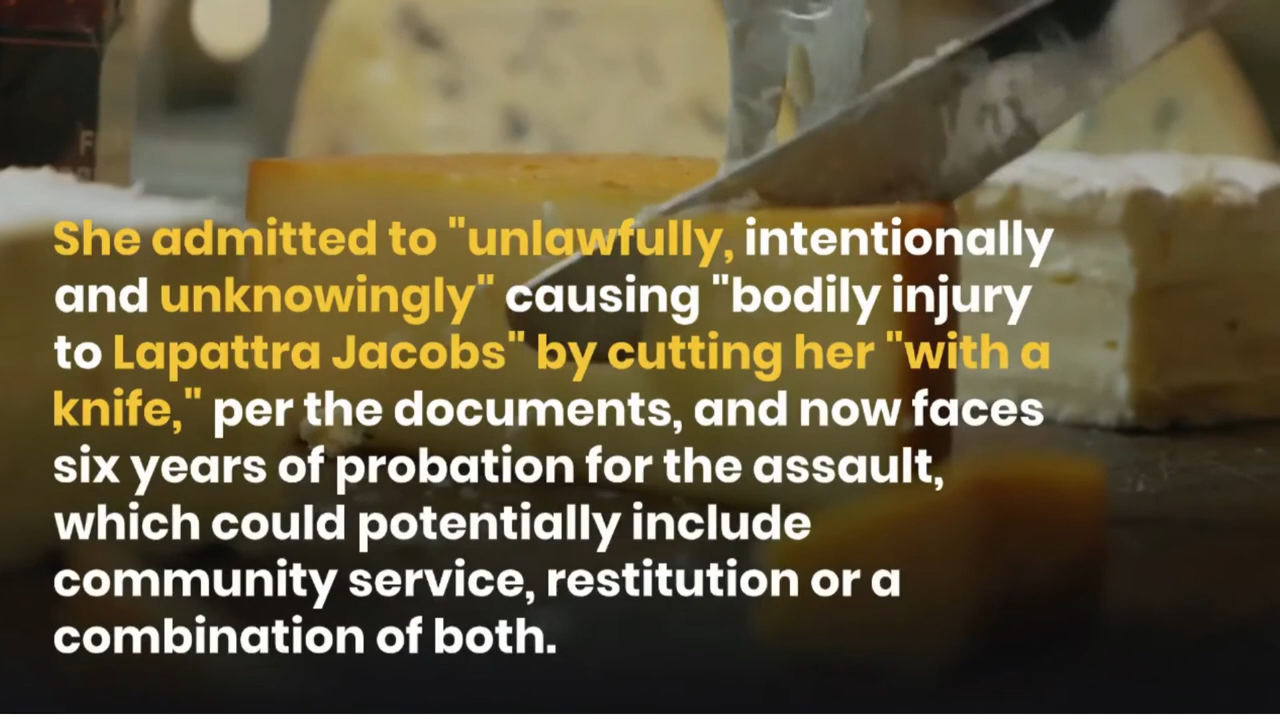 She admitted to "unlawfully, intentionally
and unknowingly" causing "bodily injury
to Lapattra Jacobs" by cutting her "with a
knife," per the documents, and now faces
six years of probation for the assault,
which could potentially include
community service, restitution or a
combination of both.